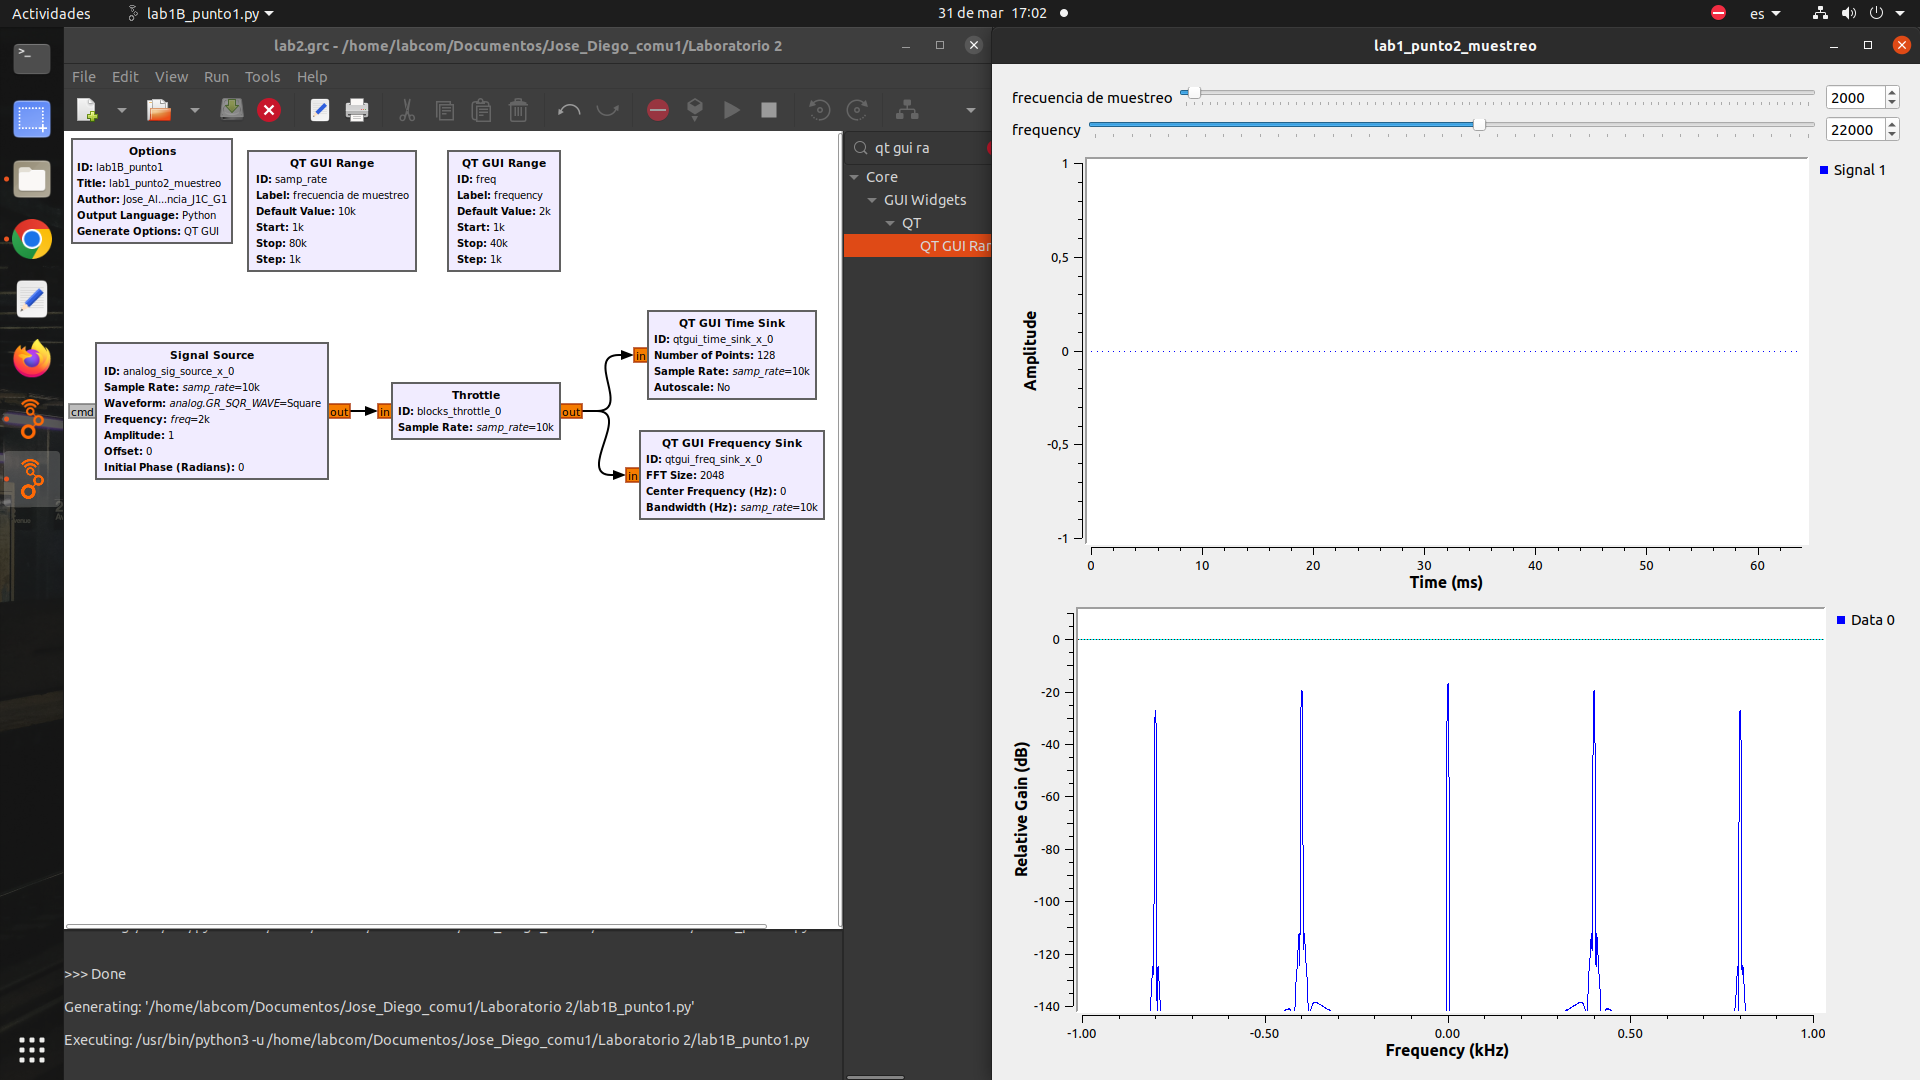 Actividades
lab1B_punto1.py
31 de mar 17:02
es
lab2.grc - /home/labcom/Documentos/Jose_Diego_comu1/Laboratorio 2
File Edit View Run Tools Help
Options
ID: lab1B_punto1
Title: lab1_punto2_muestreo
Author: Jose_Al...ncia_J1C_G1
Output Language: Python
Generate Options: QT GUI
QT GUI Range
ID: samp_rate
Label: frecuencia de muestreo
Default Value: 10k
Start: 1k
Stop: 80k
Step: 1k
QT GUI Range
ID: freq
Label: frequency
Default Value: 2k
Start: 1k
Stop: 40k
Step: 1k
cmd
Signal Source
ID: analog_sig_source_x_0
Sample Rate: samp_rate=10k
Waveform: analog.GR_SQR_WAVE=Square
Frequency: freq=2k
Amplitude: 1
Offset: 0
Initial Phase (Radians): 0
out
in
Throttle
ID: blocks_throttle_0
Sample Rate: samp_rate=10k
out
in
QT GUI Time Sink
ID: qtgui_time_sink_x_0
Number of Points: 128
Sample Rate: samp_rate=10k
Autoscale: No
in
QT GUI Frequency Sink
ID: qtgui_freq_sink_x_0
FFT Size: 2048
Center Frequency (Hz): 0
Bandwidth (Hz): samp_rate=10k
qt gui ra
Core
GUI Widgets
QT
QT GUI Ran
>>> Done
Generating: '/home/labcom/Documentos/Jose_Diego_comu1/Laboratorio 2/lab1B_punto1.py'
Executing: /usr/bin/python3 -u /home/labcom/Documentos/Jose_Diego_comu1/Laboratorio 2/lab1B_punto1.py
lab1_punto2_muestreo
frecuencia de muestreo 2000
frequency 22000
Signal 1
Amplitude
1
0,5
0
-0,5
-1
0 10 20 30 40 50 60
Time (ms)
Data 0
Relative Gain (dB)
0
-20
-40
-60
-80
-100
-120
-140
-1.00 -0.50 0.00 0.50 1.00
Frequency (kHz)